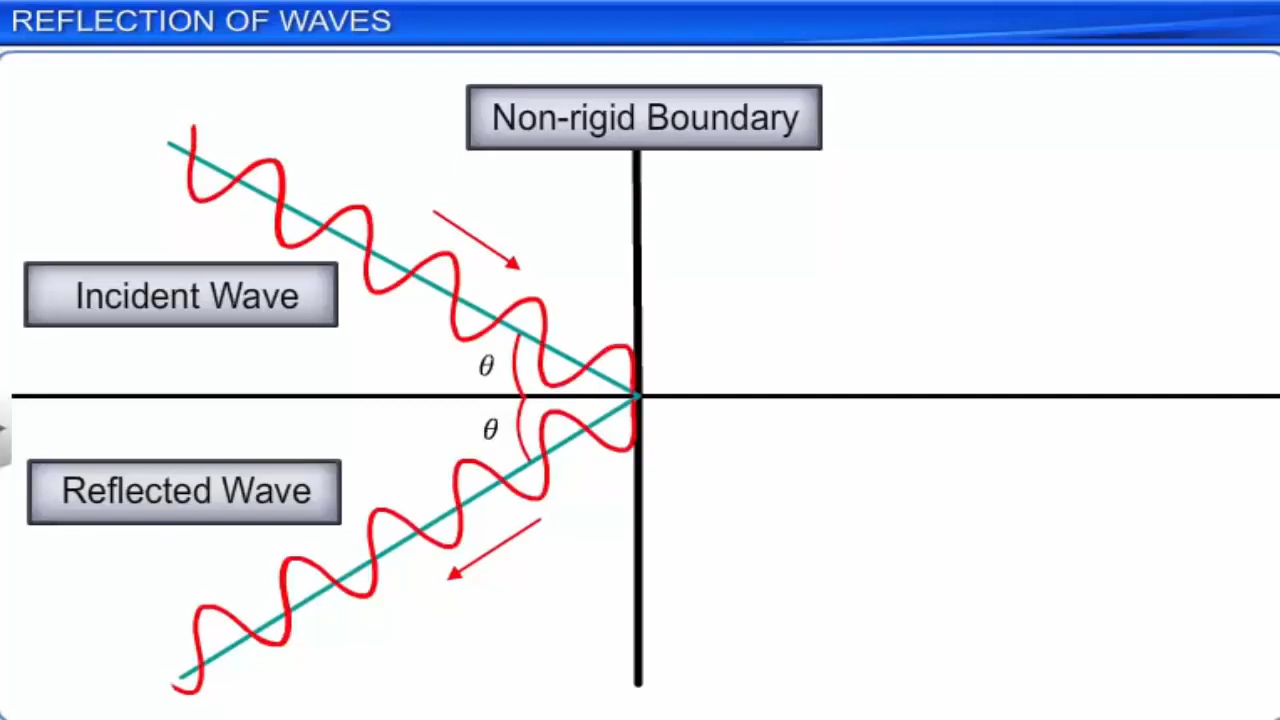 REFLECTION OF WAVES
Non-rigid Boundary
Incident Wave
θ
θ
Reflected Wave